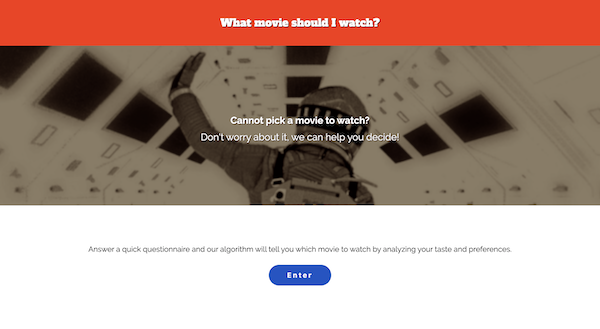 What movie should I watch?
Cannot pick a movie to watch?
Don't worry about it, we can help you decide!
Answer a quick questionnaire and our algorithm will tell you which movie to watch by analyzing your taste and preferences.
Enter